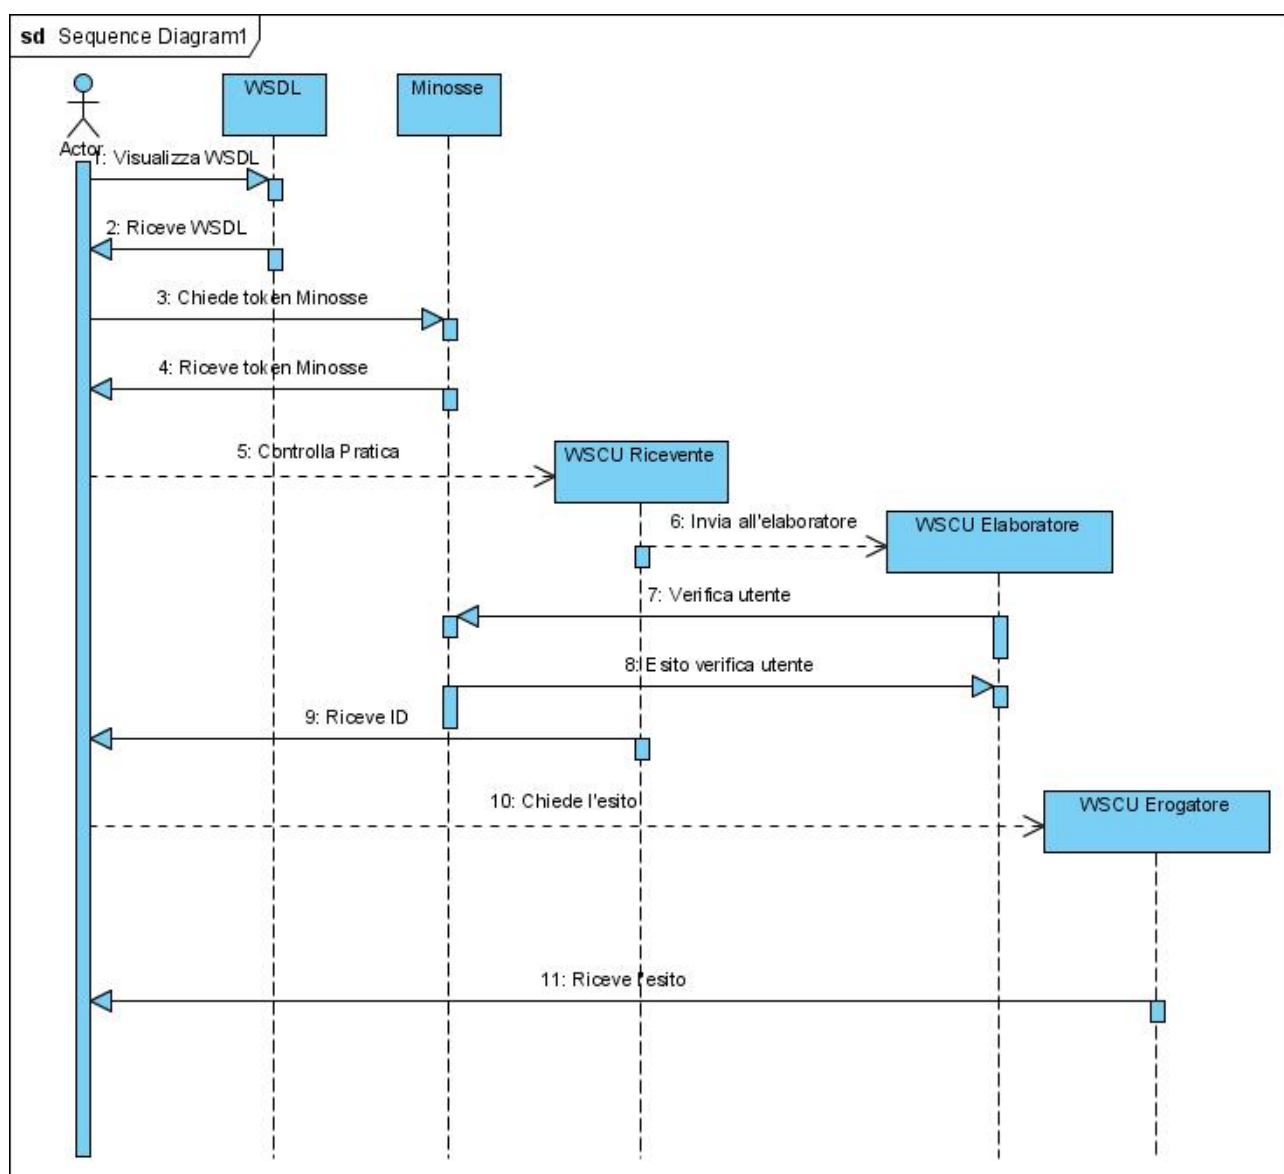 sd Sequence Diagram1
WSDL
Minosse
Actor
1: Visualizza WSDL
2: Riceve WSDL
3: Chiede token Minosse
4: Riceve token Minosse
5: Controlla Pratica
WSCU Ricevente
6: Invia all'elaboratore
WSCU Elaboratore
7: Verifica utente
8: Esito verifica utente
9: Riceve ID
10: Chiede l'esito
WSCU Erogatore
11: Riceve l'esito